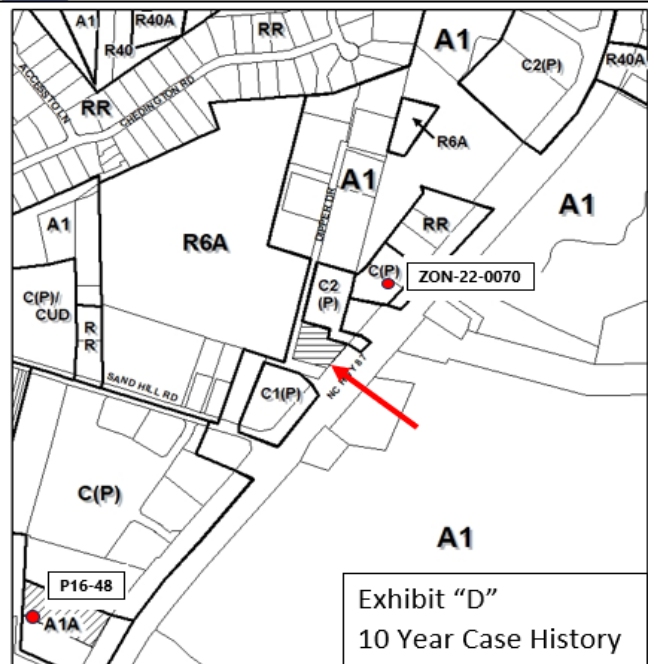 A1
R40A
R40
RR
A1
C2(P)
R40A
ACCESS TO LN
RR
CHEDINGTON RD
R6A
A1
DIPPER DR
A1
A1
R6A
RR
C(P)
ZON-22-0070
C2
(P)
C(P)/
CUD
R
R
SAND HILL RD
C1(P)
NC HWY 87
C(P)
A1
P16-48
A1A
Exhibit “D”
10 Year Case History